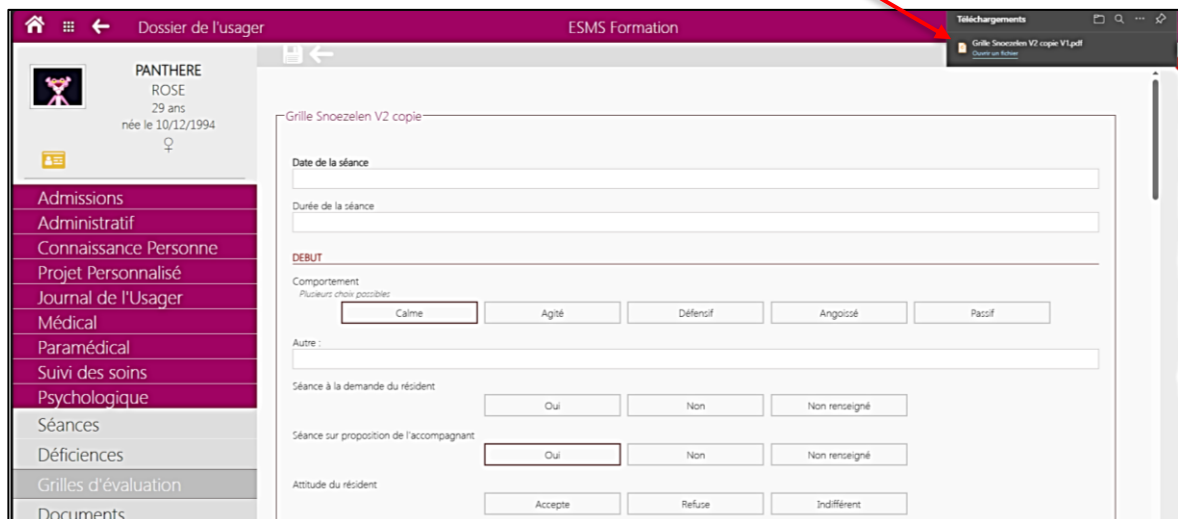 Dossier de l'usager
ESMS Formation
Téléchargements
Grille Snoezelen V2 copie V1.pdf
Ouvrir un fichier
PANTHERE
ROSE
29 ans
née le 10/12/1994
Admissions
Administratif
Connaissance Personne
Projet Personnalisé
Journal de l'Usager
Médical
Paramédical
Suivi des soins
Psychologique
Séances
Déficiences
Grilles d'évaluation
Documents
Grille Snoezelen V2 copie
Date de la séance
Durée de la séance
DEBUT
Comportement
Plusieurs choix possibles
Calme Agité Défensif Angoissé Passif
Autre :
Séance à la demande du résident
Oui Non Non renseigné
Séance sur proposition de l'accompagnant
Oui Non Non renseigné
Attitude du résident
Accepte Refuse Indifférent